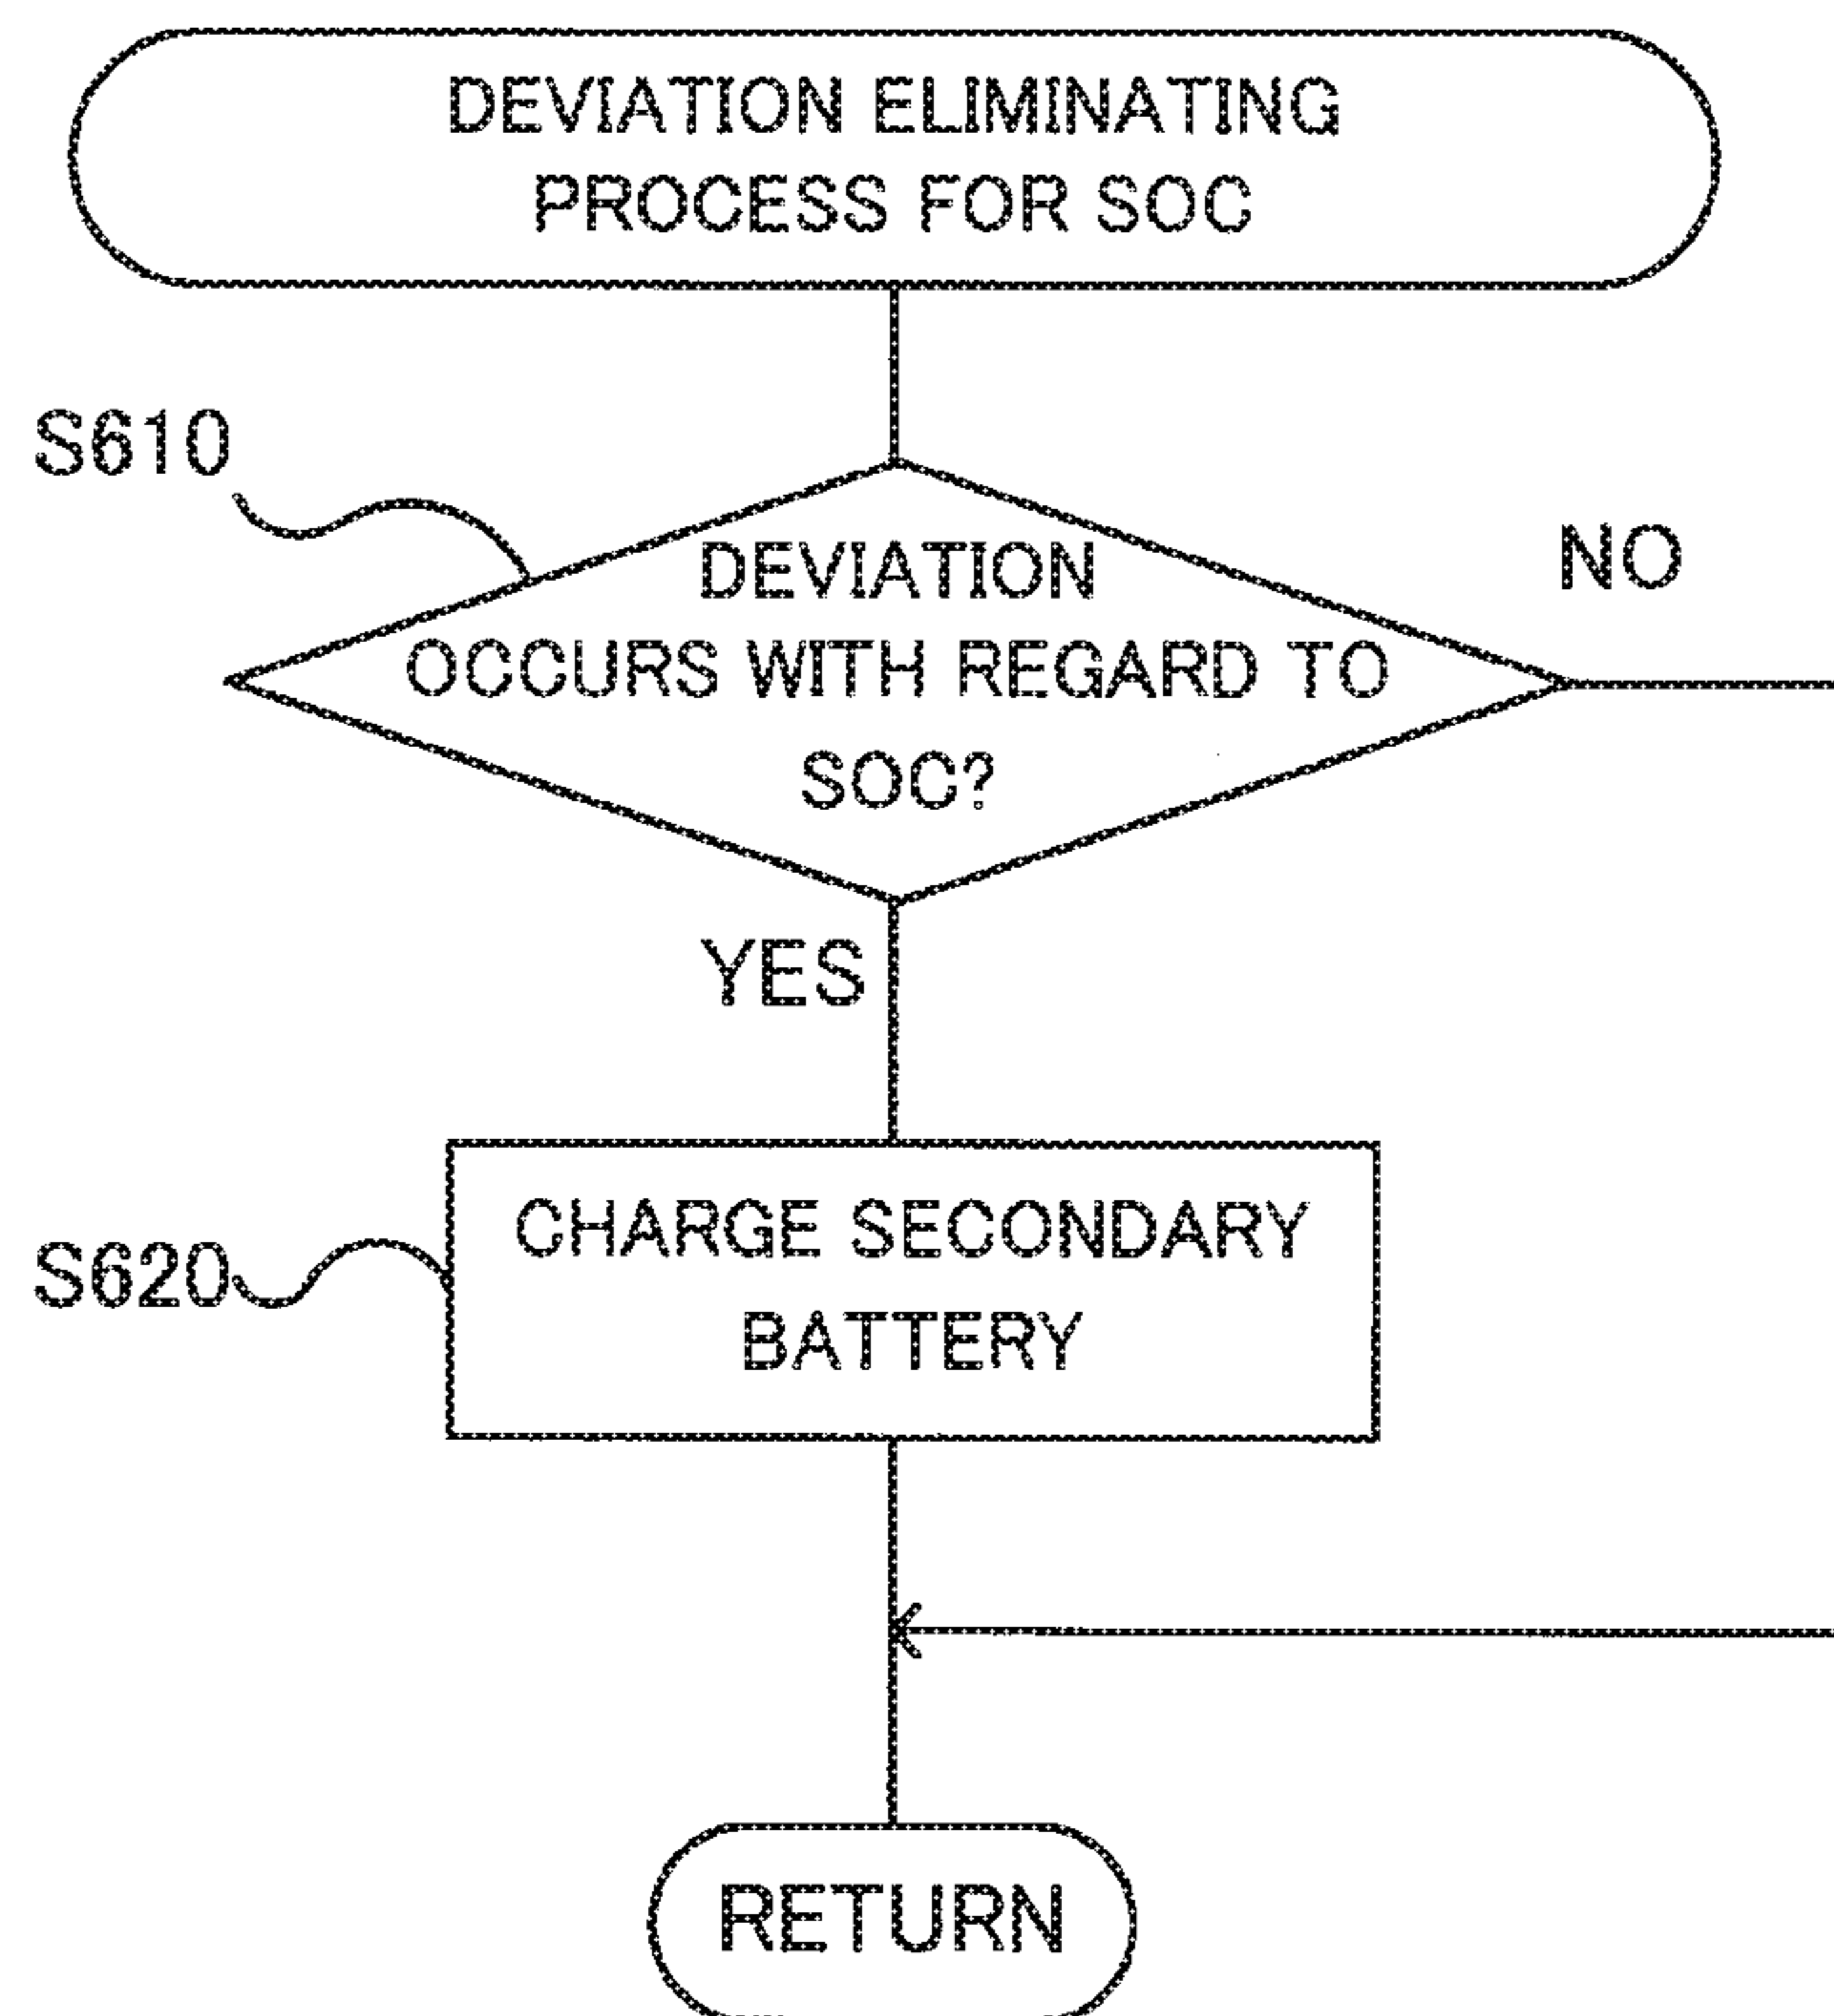 DEVIATION ELIMINATING
PROCESS FOR SOC
S610
DEVIATION
OCCURS WITH REGARD TO
SOC?
NO
YES
CHARGE SECONDARY
BATTERY
S620
RETURN